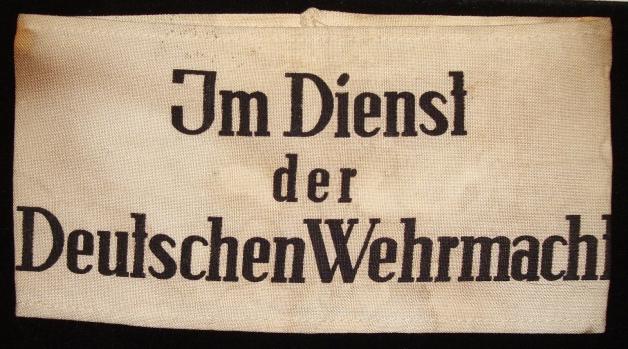 Im Dienst
der
Deutschen Wehrmacht